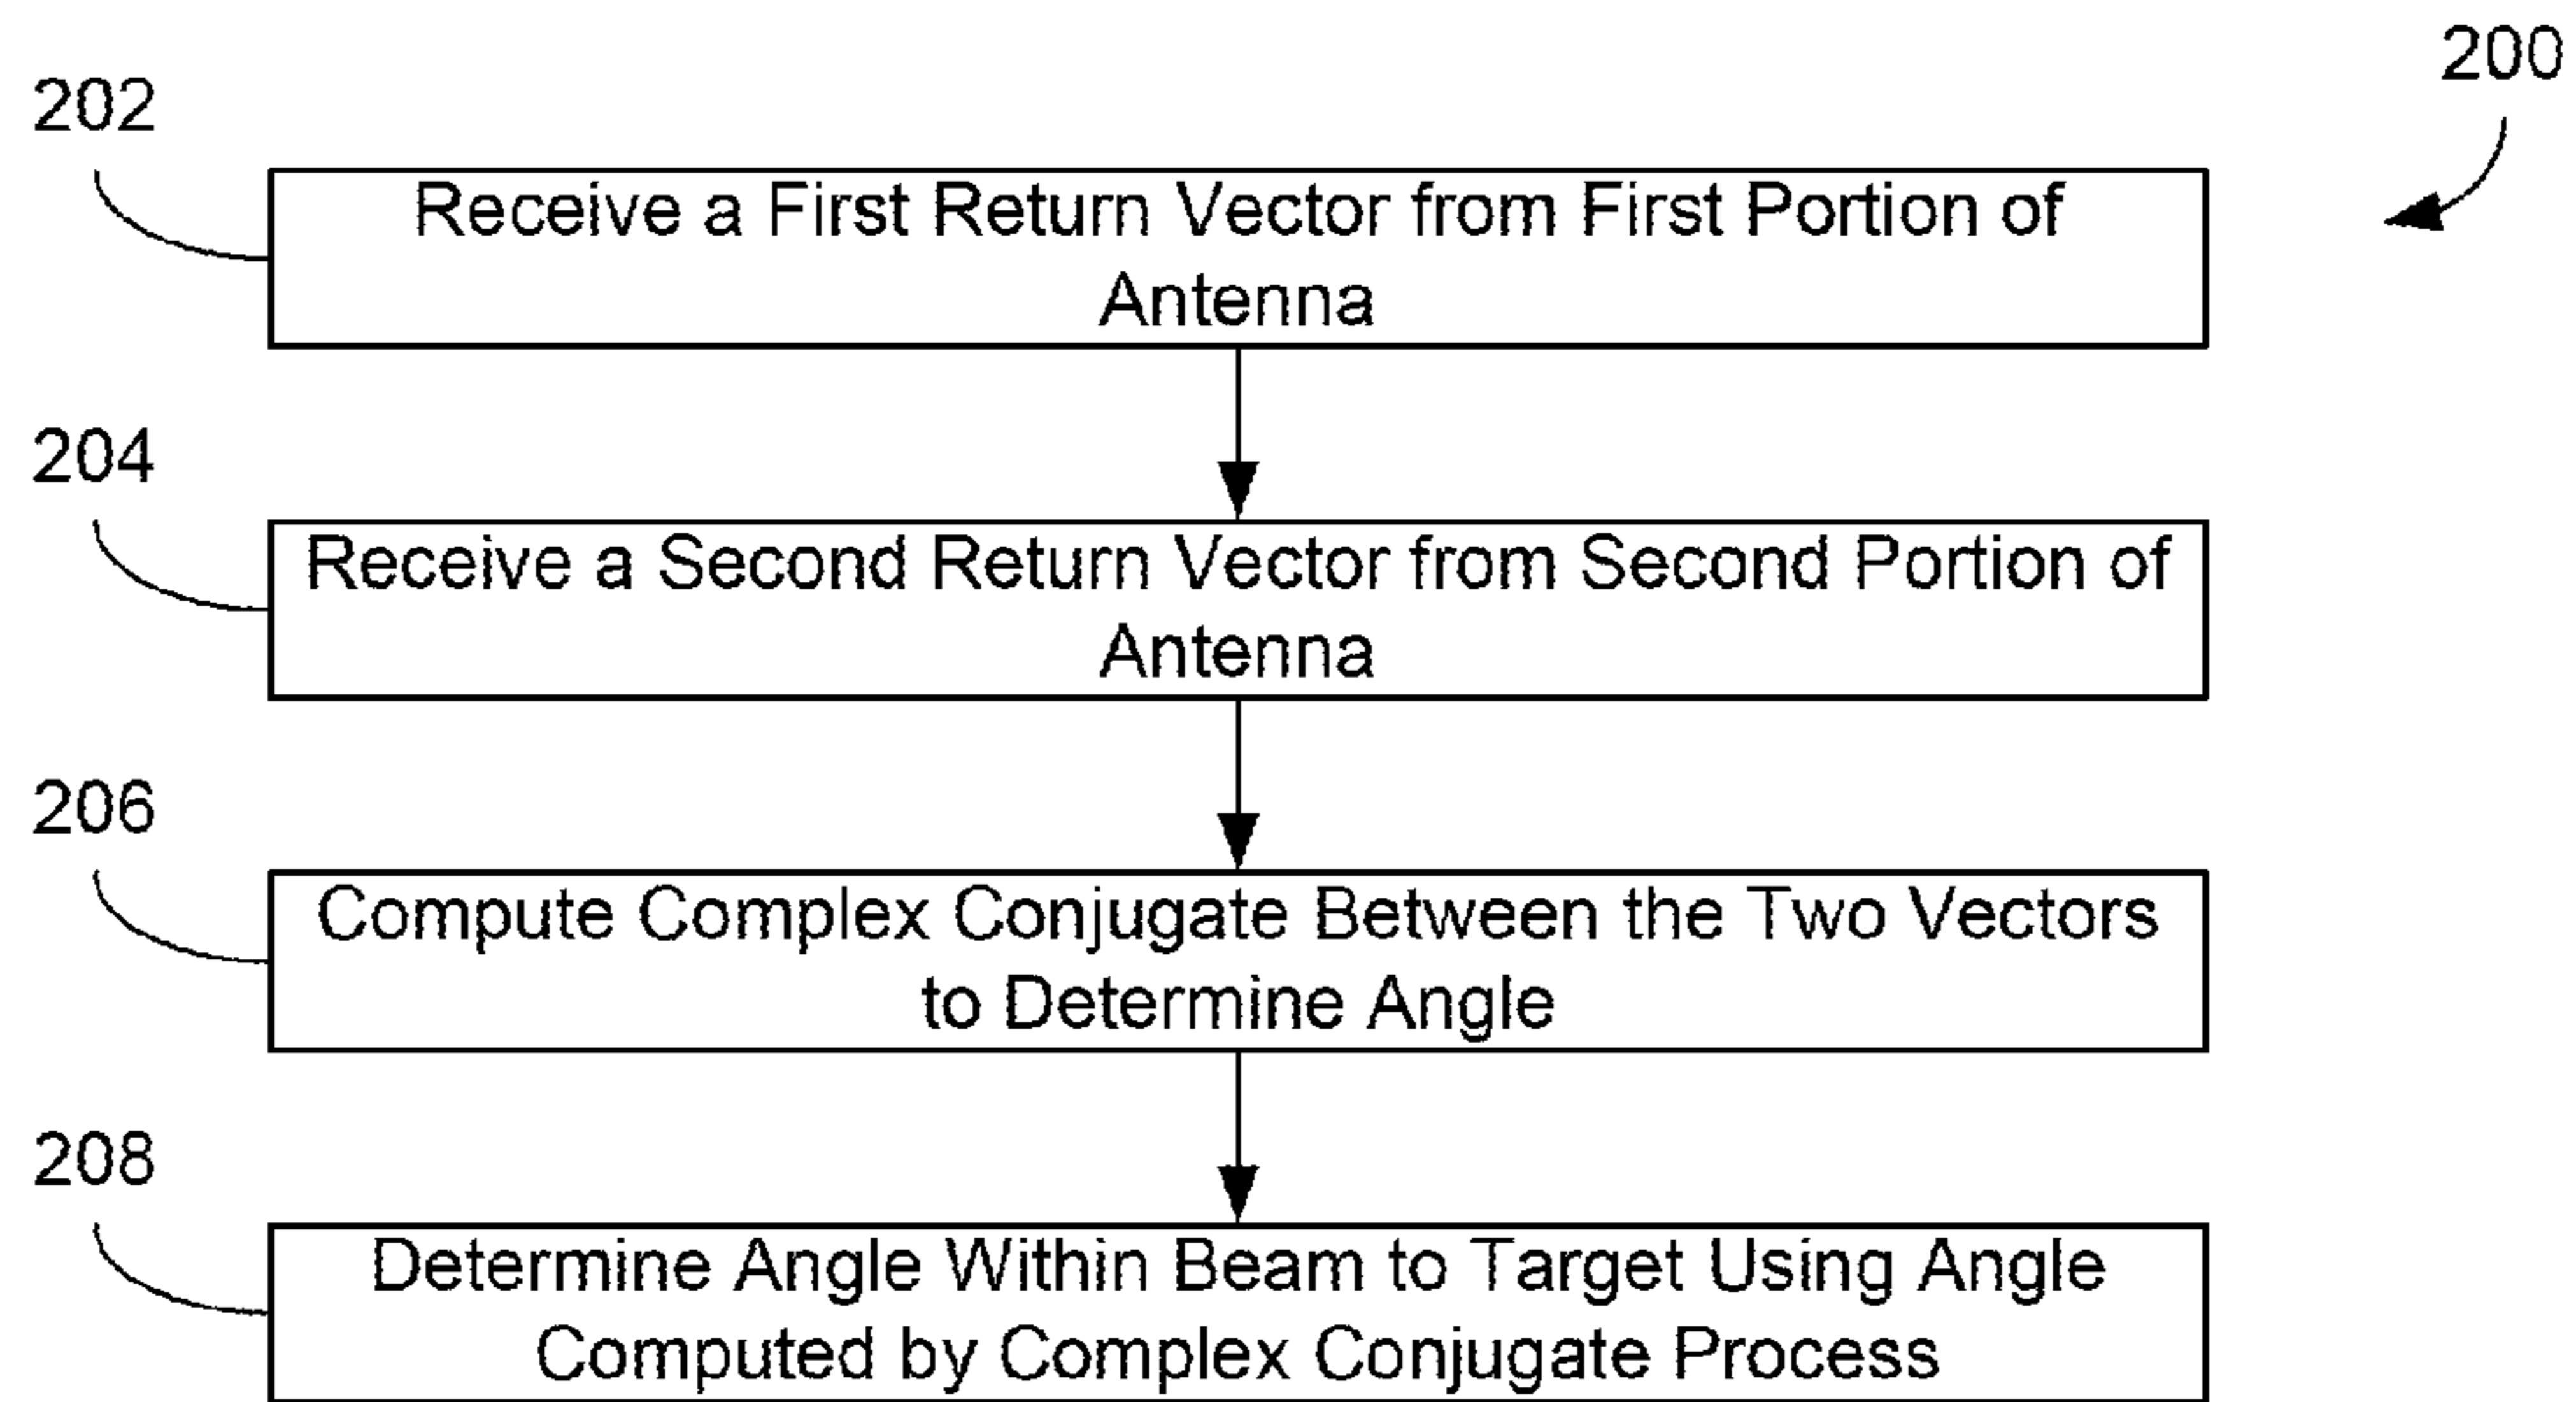 200
202
Receive a First Return Vector from First Portion of
Antenna
204
Receive a Second Return Vector from Second Portion of
Antenna
206
Compute Complex Conjugate Between the Two Vectors
to Determine Angle
208
Determine Angle Within Beam to Target Using Angle
Computed by Complex Conjugate Process